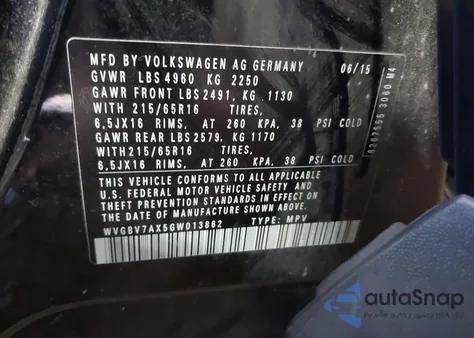 MFD BY VOLKSWAGEN AG GERMANY 06/15
GVWR LBS 4960 KG 2250
GAWR FRONT LBS 2491, KG .1130
WITH 215/65R16 TIRES,
6,5JX16 RIMS, AT 260 KPA, 38 PSI COLD
GAWR REAR LBS 2579. KG 1170
WITH 215/65R16 TIRES,
6,5JX16 RIMS, AT 260 KPA, 38 PSI COLD
THIS VEHICLE CONFORMS TO ALL APPLICABLE
U.S. FEDERAL MOTOR VEHICLE SAFETY AND
THEFT PREVENTION STANDARDS IN EFFECT ON
THE DATE OF MANUFACTURE SHOWN ABOVE.
WVGBV7AX5GW013862 TYPE: MPV
3060 M4
autoSnap